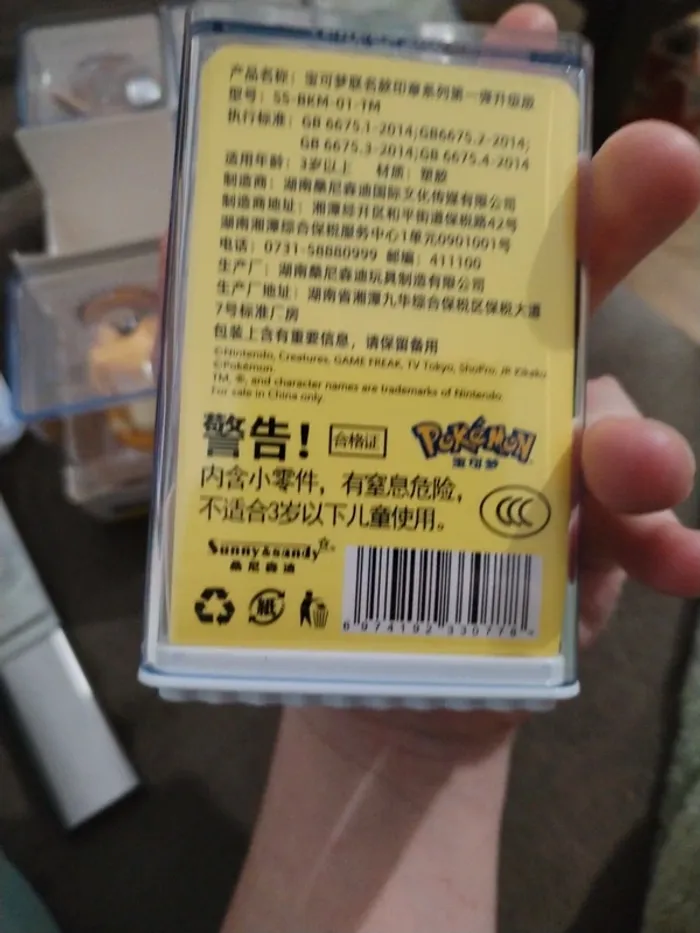 产品名称：宝可梦联名款印章系列第一弹升级版
型号：SS-BKM-01-TM
执行标准：GB 6675.1-2014;GB6675.2-2014;
GB 6675.3-2014;GB 6675.4-2014
适用年龄：3岁以上 材质：塑胶
制造商：湖南桑尼森迪国际文化传媒有限公司
制造商地址：湘潭经开区和平街道保税路42号
湖南湘潭综合保税服务中心1单元0901001号
电话：0731-58880999 邮编：411100
生产厂：湖南桑尼森迪玩具制造有限公司
生产厂地址：湖南省湘潭九华综合保税区保税大道
7号标准厂房
包装上含有重要信息，请保留备用
©Nintendo, Creatures, GAME FREAK, TV Tokyo, ShoPro, JR Kikaku
©Pokémon
TM, ®, and character names are trademarks of Nintendo
For sale in China only.
警告！ 合格证 POKéMON
宝可梦
内含小零件，有窒息危险，
不适合3岁以下儿童使用。 CCC
Sunny&sandy
桑尼森迪
紙
6974192330778